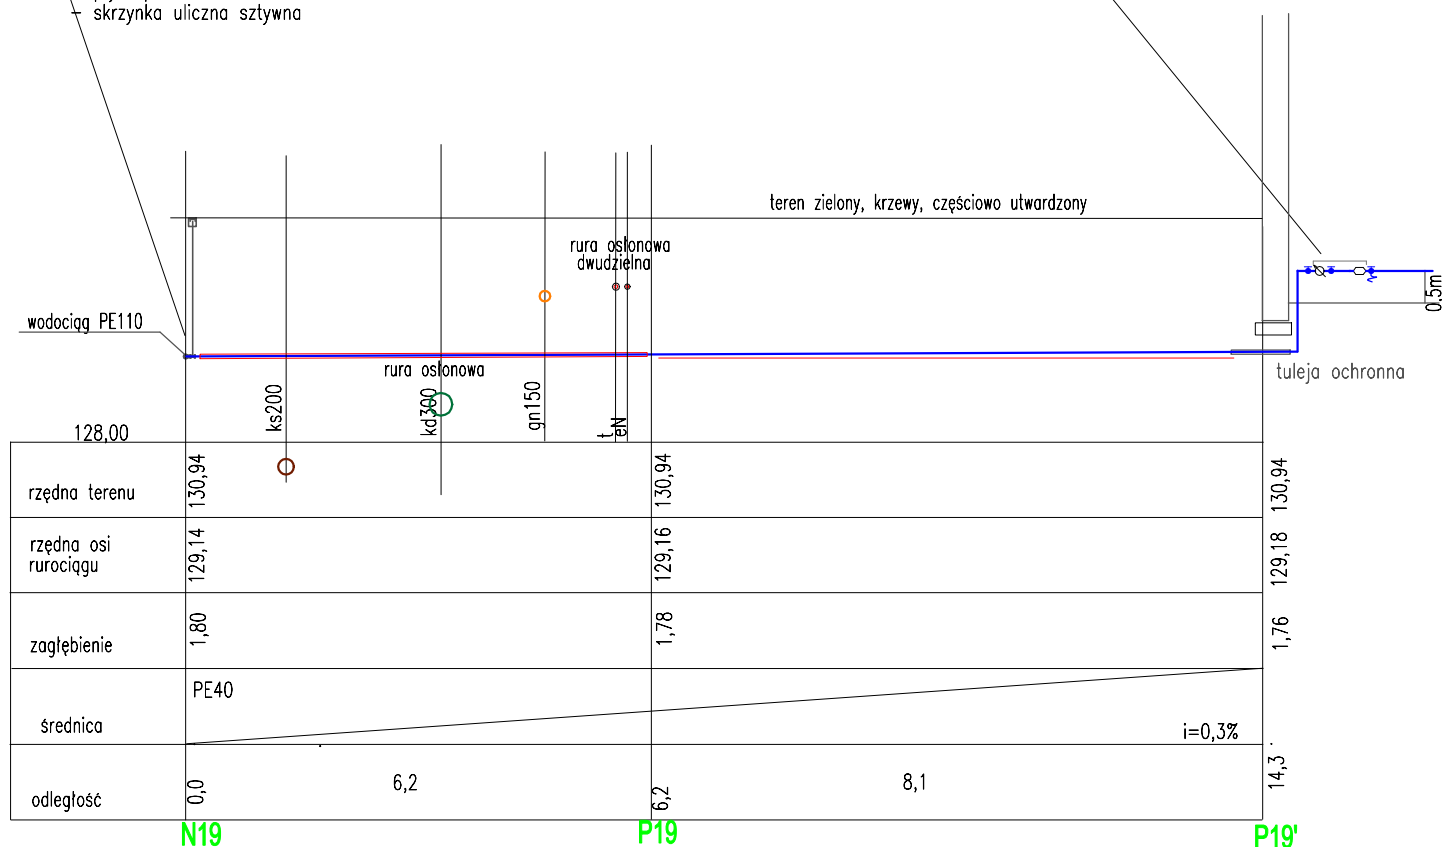 - skrzynka uliczna sztywna
teren zielony, krzewy, częściowo utwardzony
rura osłonowa
dwudzielna
0,5m
wodociąg PE110
rura osłonowa
tuleja ochronna
ks200
kd300
gn150
t
eN
128,00
rzędna terenu
130,94
130,94
130,94
rzędna osi
rurociągu
129,14
129,16
129,18
zagłębienie
1,80
1,78
1,76
PE40
średnica
i=0,3%
odległość
0,0
6,2
6,2
8,1
14,3
N19
P19
P19'